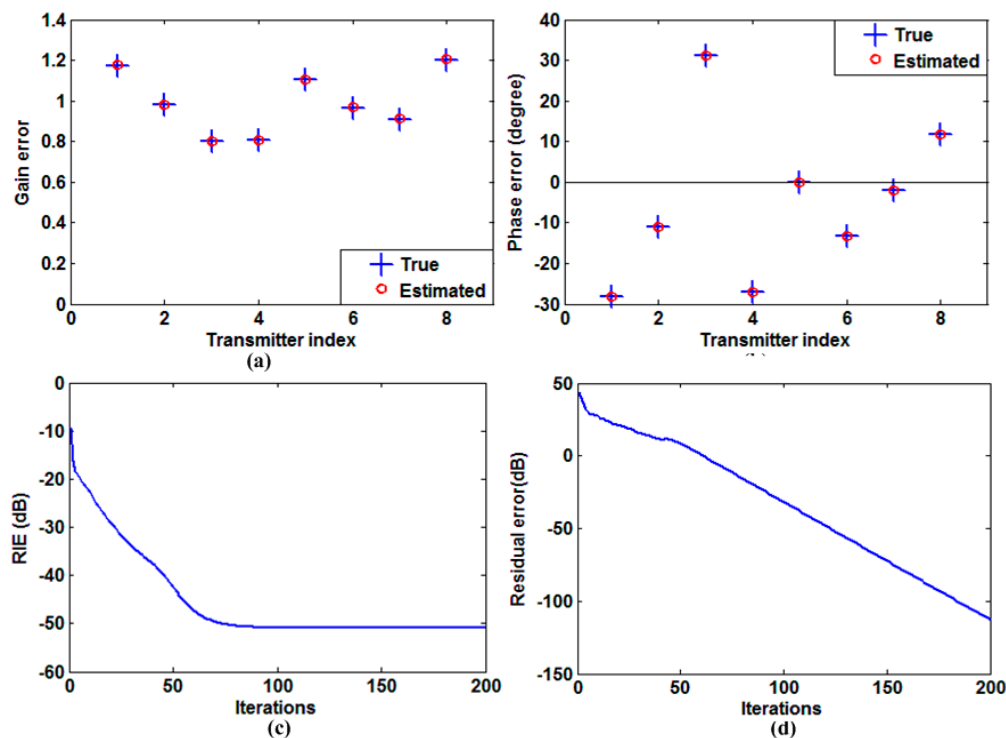 1.4
1.2
1
0.8
0.6
0.4
0.2
0
Gain error
True
Estimated
0 2 4 6 8
Transmitter index
(a)
40
30
20
10
0
-10
-20
-30
Phase error (degree)
True
Estimated
0 2 4 6 8
Transmitter index
0
-10
-20
-30
-40
-50
-60
RIE (dB)
0 50 100 150 200
Iterations
(c)
50
0
-50
-100
-150
Residual error(dB)
0 50 100 150 200
Iterations
(d)